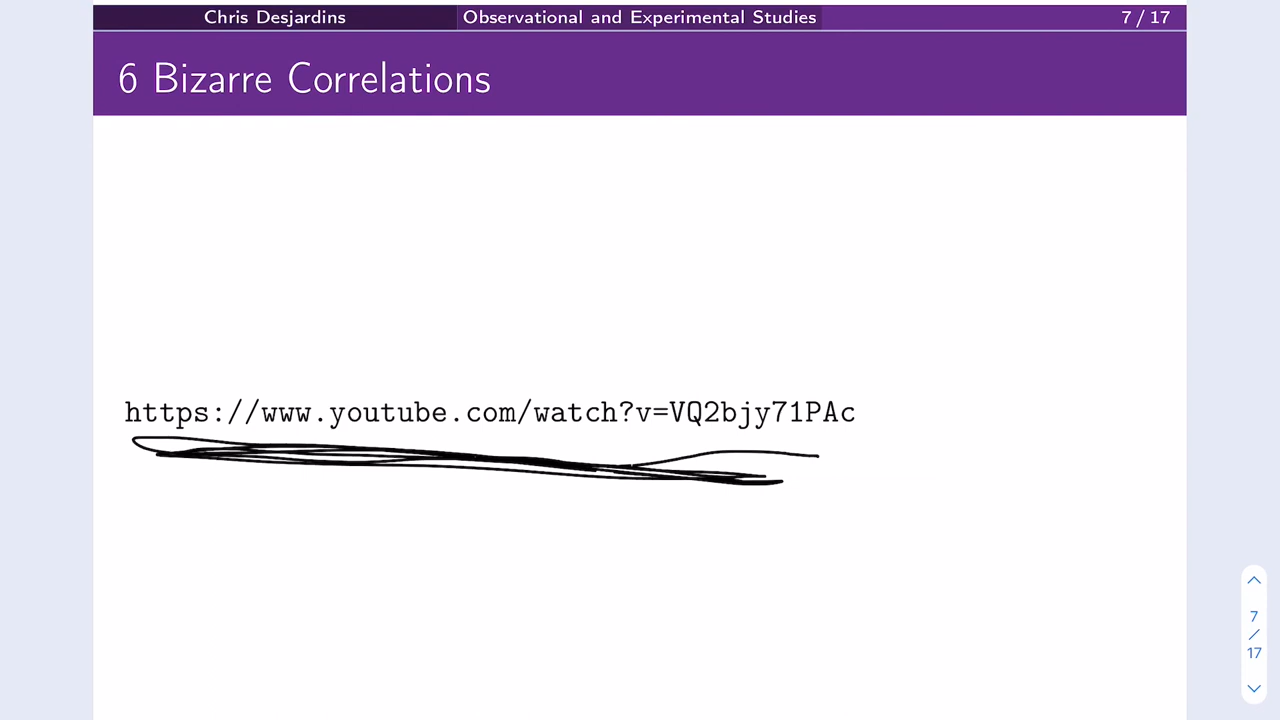 Chris Desjardins
Observational and Experimental Studies
7 / 17
6 Bizarre Correlations
https://www.youtube.com/watch?v=VQ2bjy71PAc
7
/
17